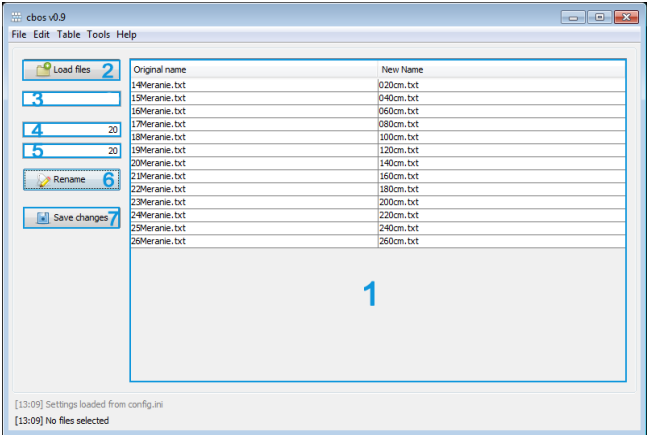 cbos v0.9
File Edit Table Tools Help
Load files 2
3
4 20
5 20
Rename 6
Save changes 7
Original name New Name
14Meranie.txt 020cm.txt
15Meranie.txt 040cm.txt
16Meranie.txt 060cm.txt
17Meranie.txt 080cm.txt
18Meranie.txt 100cm.txt
19Meranie.txt 120cm.txt
20Meranie.txt 140cm.txt
21Meranie.txt 160cm.txt
22Meranie.txt 180cm.txt
23Meranie.txt 200cm.txt
24Meranie.txt 220cm.txt
25Meranie.txt 240cm.txt
26Meranie.txt 260cm.txt
1
[13:09] Settings loaded from config.ini
[13:09] No files selected